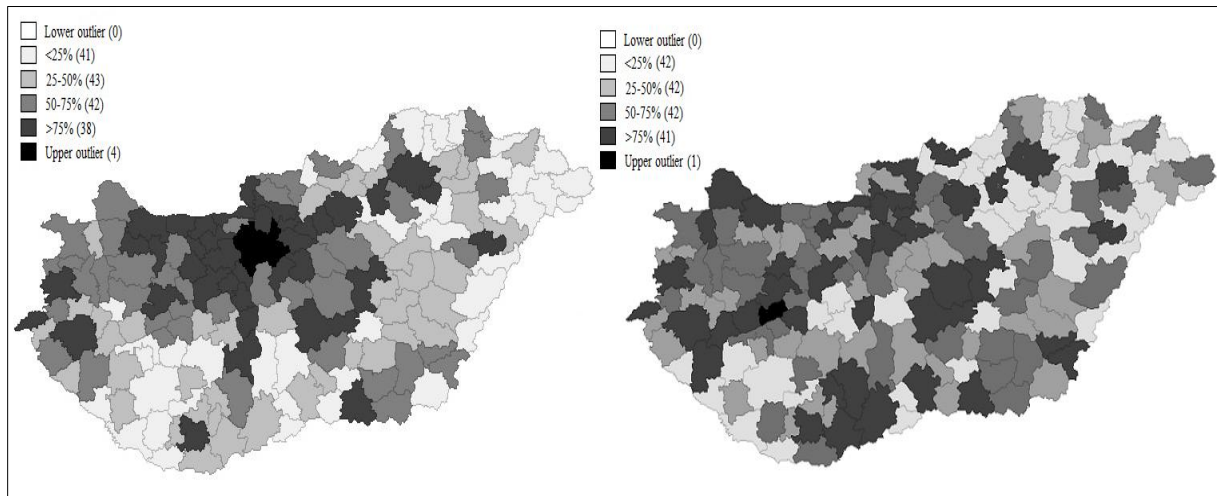 Lower outlier (0)
<25% (41)
25-50% (43)
50-75% (42)
>75% (38)
Upper outlier (4)
Lower outlier (0)
<25% (42)
25-50% (42)
50-75% (42)
>75% (41)
Upper outlier (1)